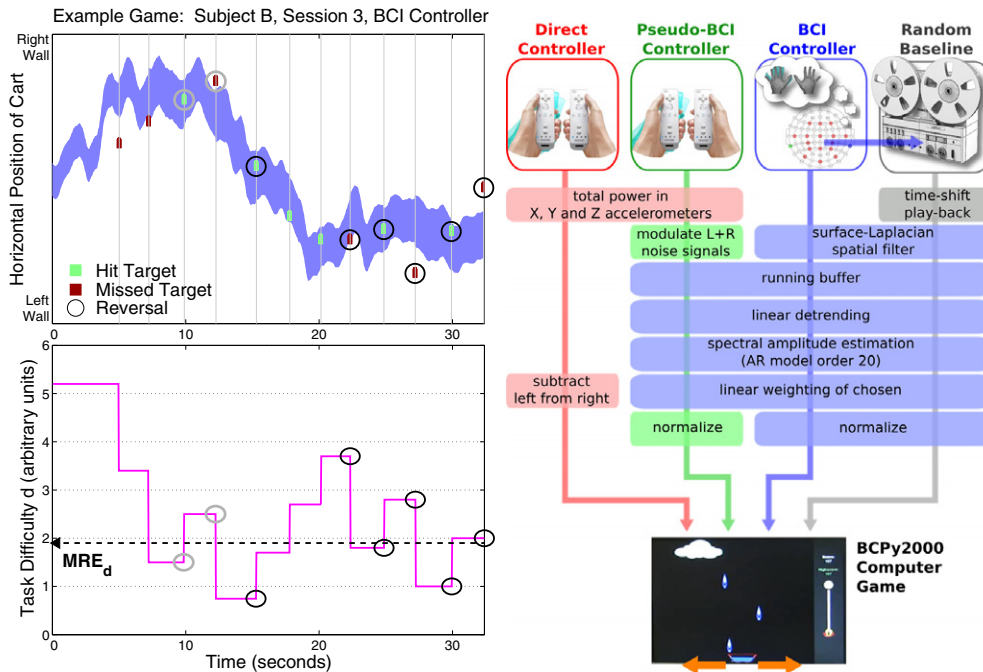 Example Game: Subject B, Session 3, BCI Controller
Right
Wall
Horizontal Position of Cart
Left
Wall
Hit Target
Missed Target
Reversal
0
10
20
30
Task Difficulty d (arbitrary units)
6
5
4
3
2
1
0
MRE_d
0
10
20
30
Time (seconds)
Direct
Controller
Pseudo-BCI
Controller
BCI
Controller
Random
Baseline
total power in
X, Y and Z accelerometers
time-shift
play-back
modulate L+R
noise signals
surface-Laplacian
spatial filter
running buffer
linear detrending
spectral amplitude estimation
(AR model order 20)
subtract
left from right
linear weighting of chosen
normalize
normalize
BCPy2000
Computer
Game